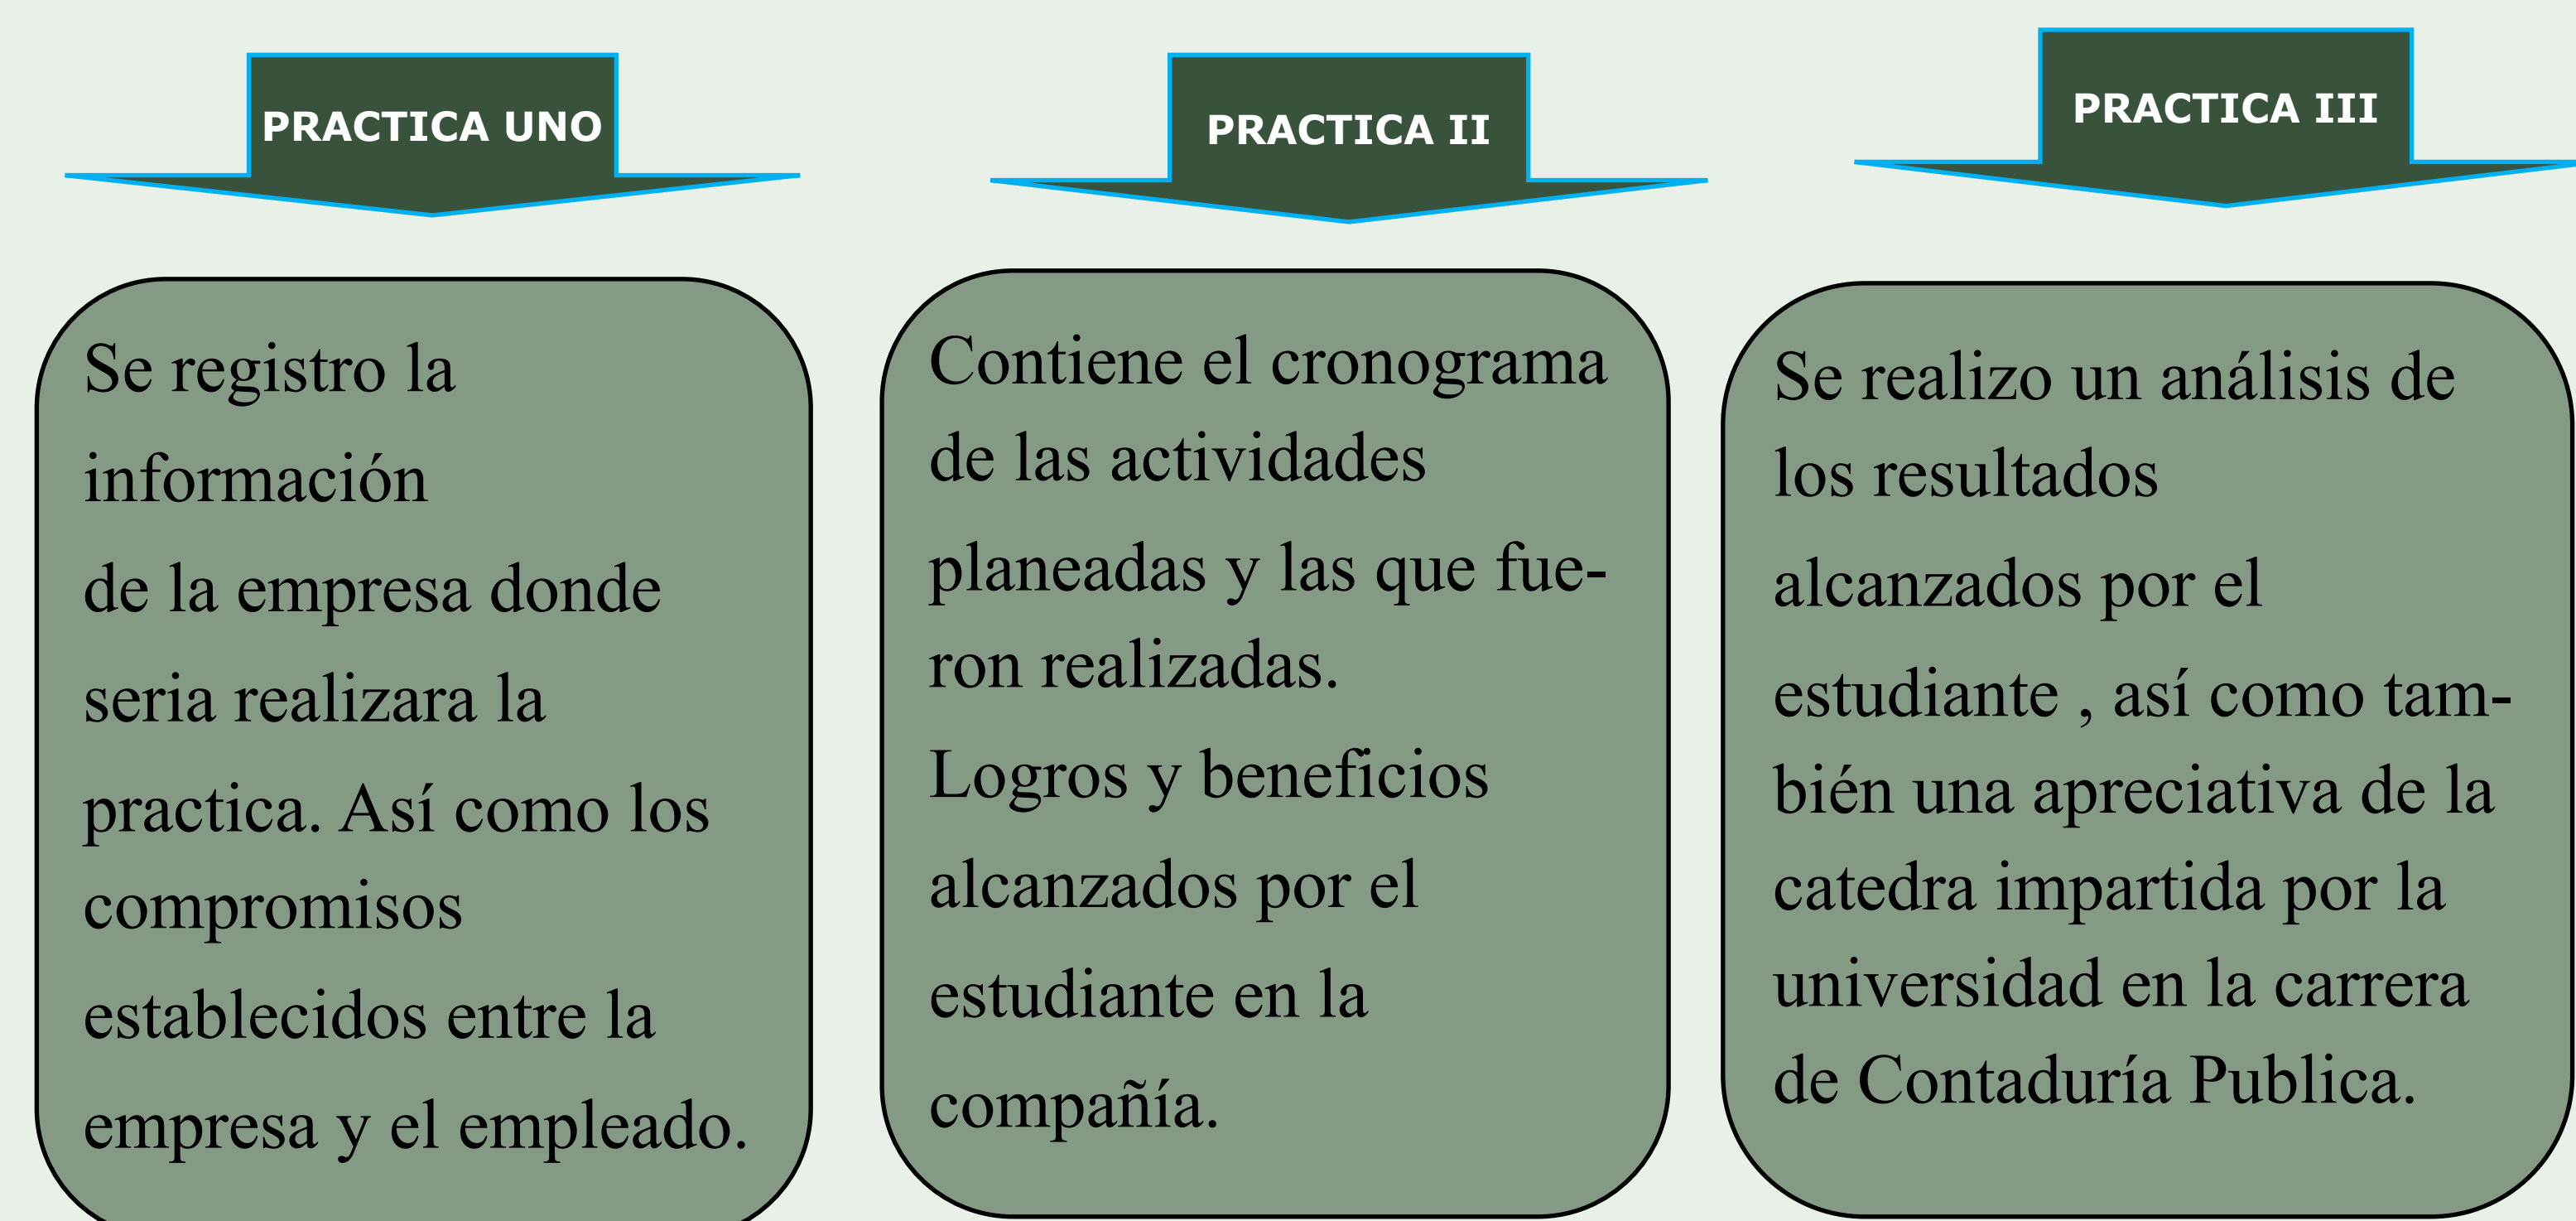 PRACTICA UNO
Se registro la
información
de la empresa donde
seria realizara la
practica. Así como los
compromisos
establecidos entre la
empresa y el empleado.
PRACTICA II
Contiene el cronograma
de las actividades
planeadas y las que fue-
ron realizadas.
Logros y beneficios
alcanzados por el
estudiante en la
compañía.
PRACTICA III
Se realizo un análisis de
los resultados
alcanzados por el
estudiante , así como tam-
bién una apreciativa de la
catedra impartida por la
universidad en la carrera
de Contaduría Publica.